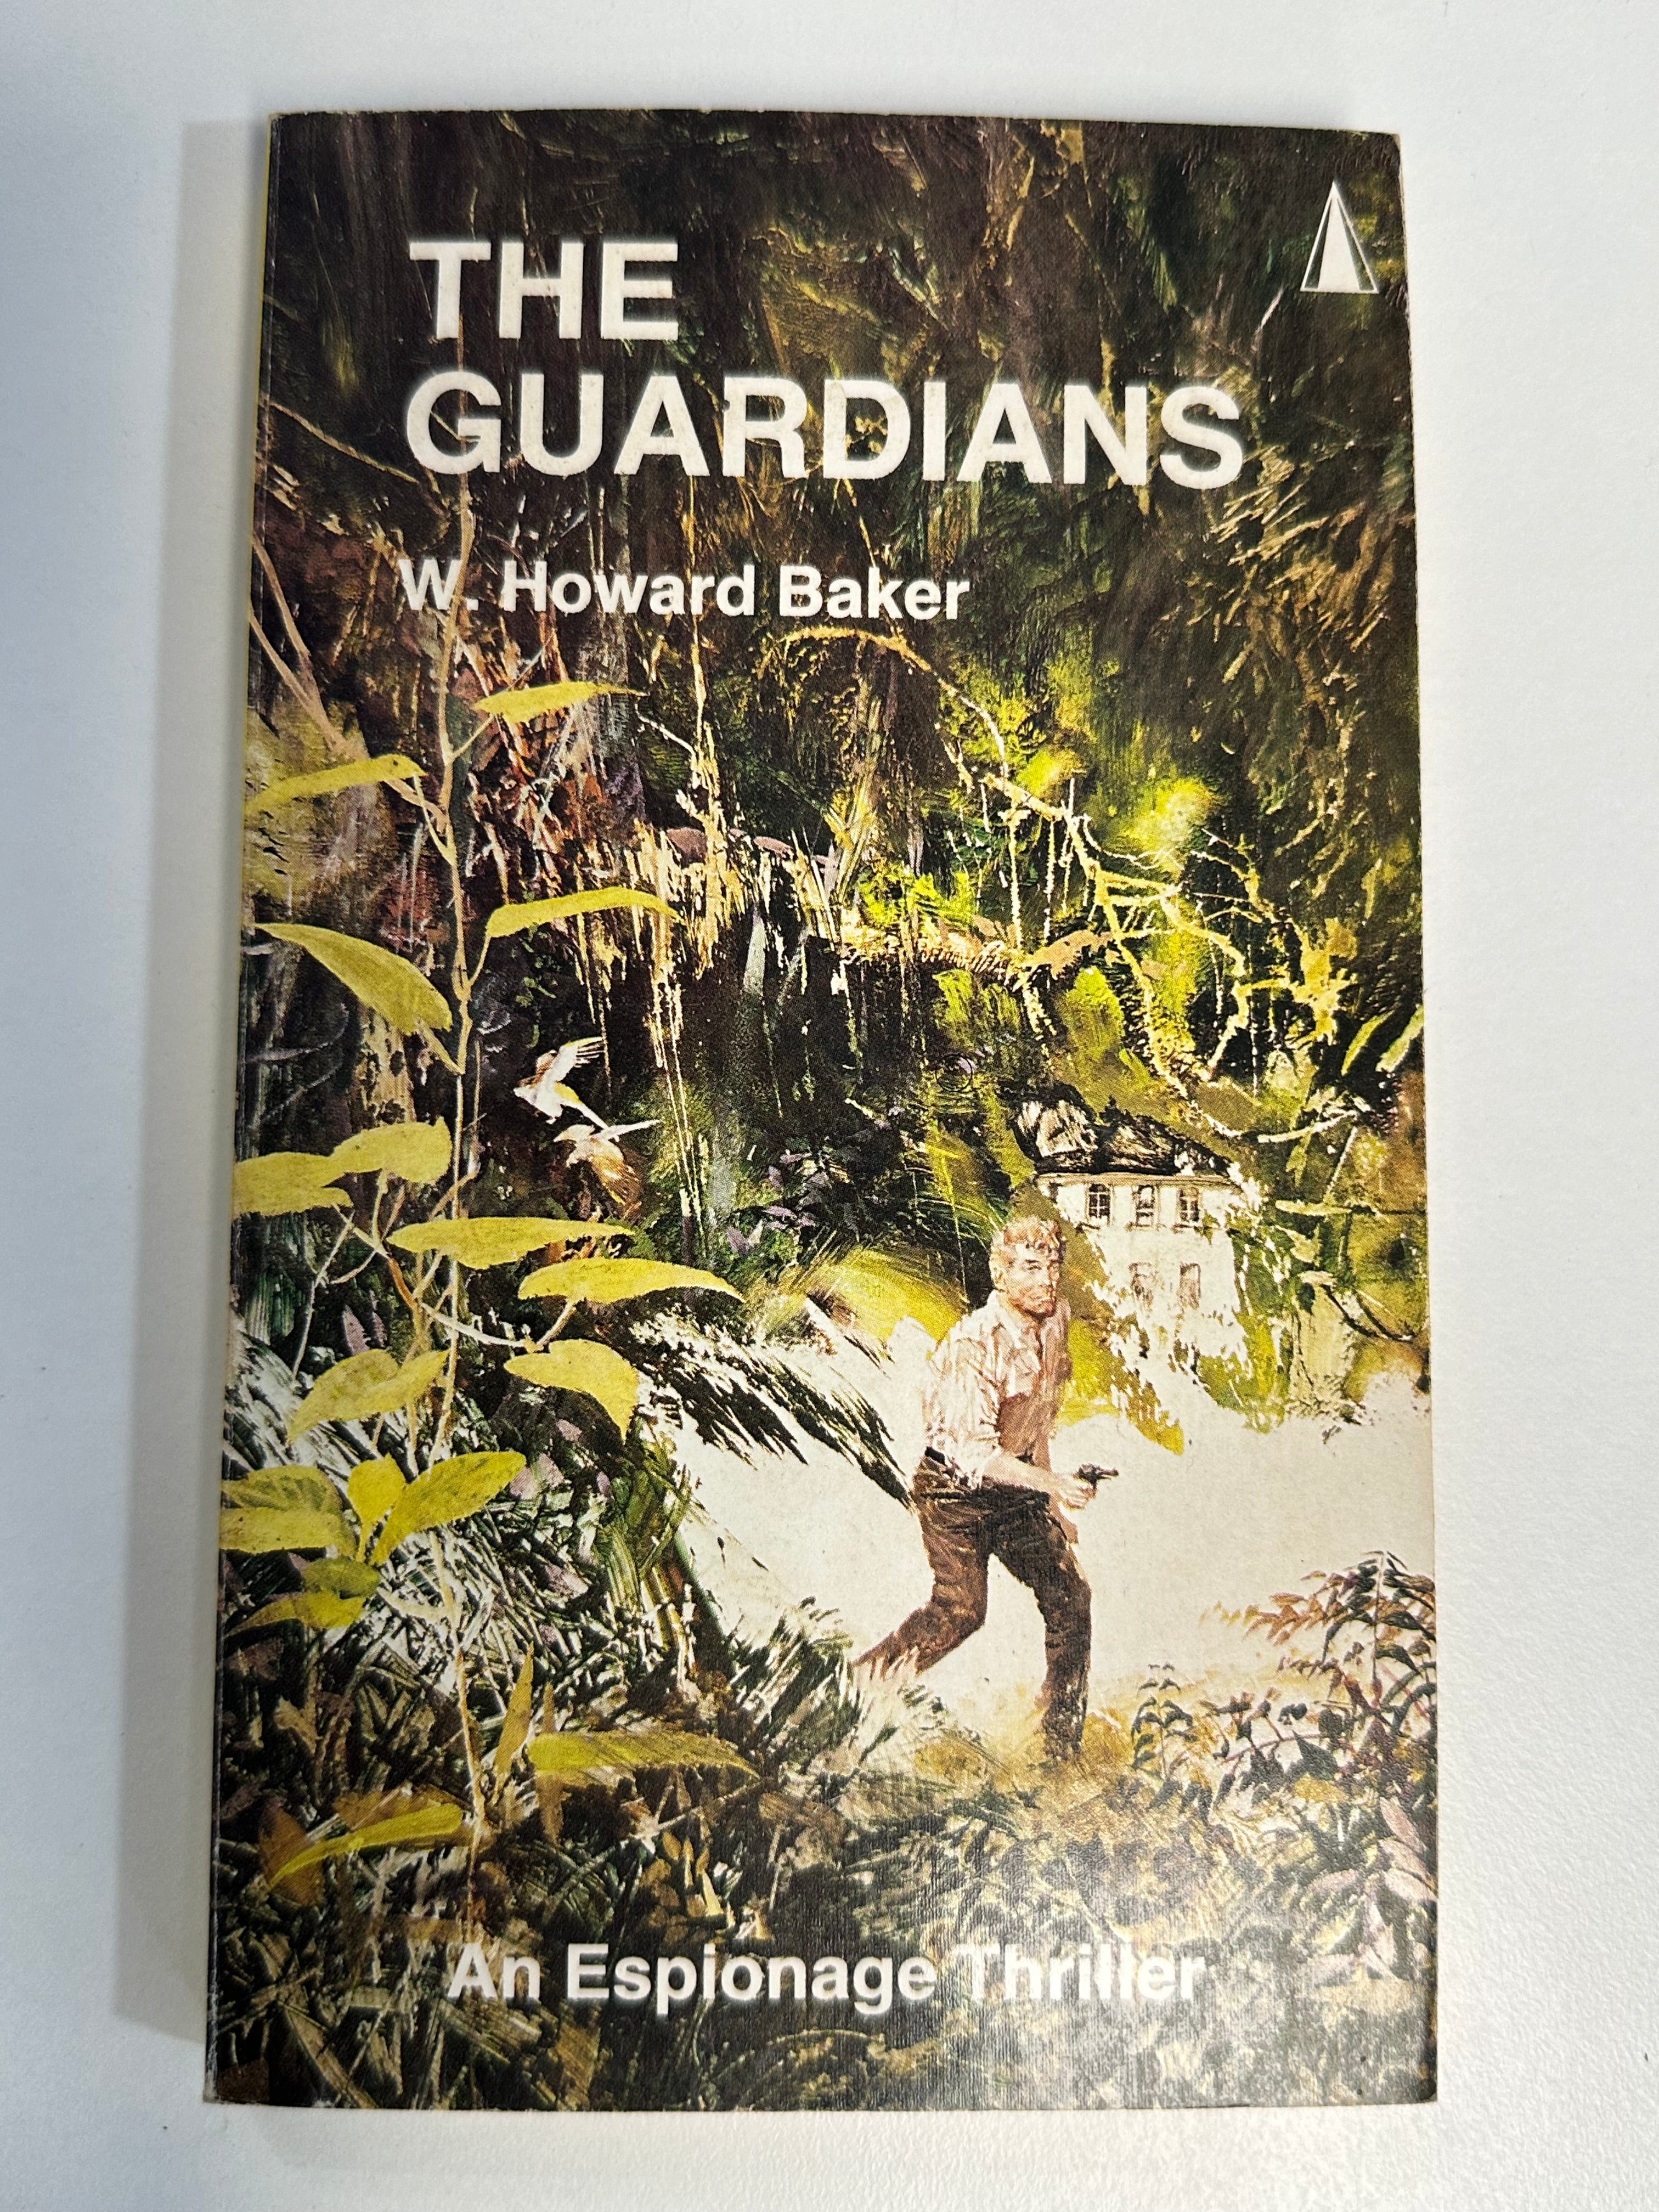 THE
GUARDIANS
W. Howard Baker
An Espionage Thriller